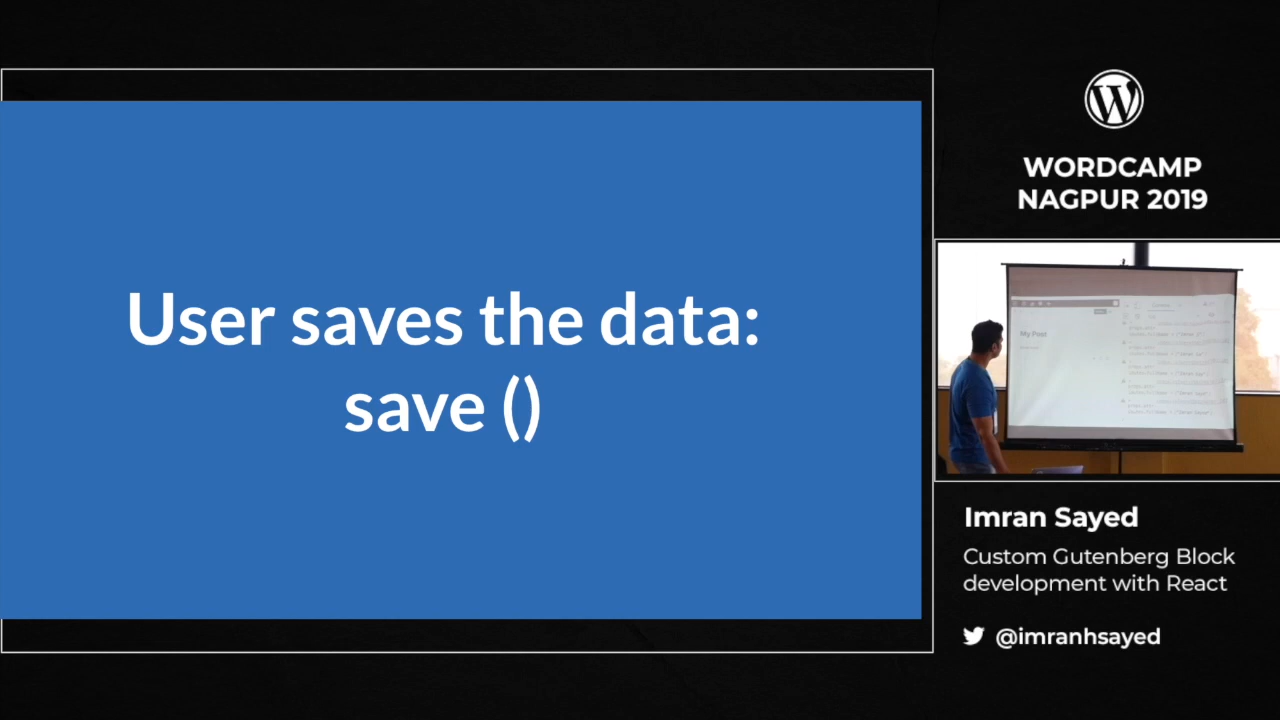 User saves the data:
save ()
WORDCAMP
NAGPUR 2019
My Post
Imran Sayed
Custom Gutenberg Block
development with React
@imranhsayed